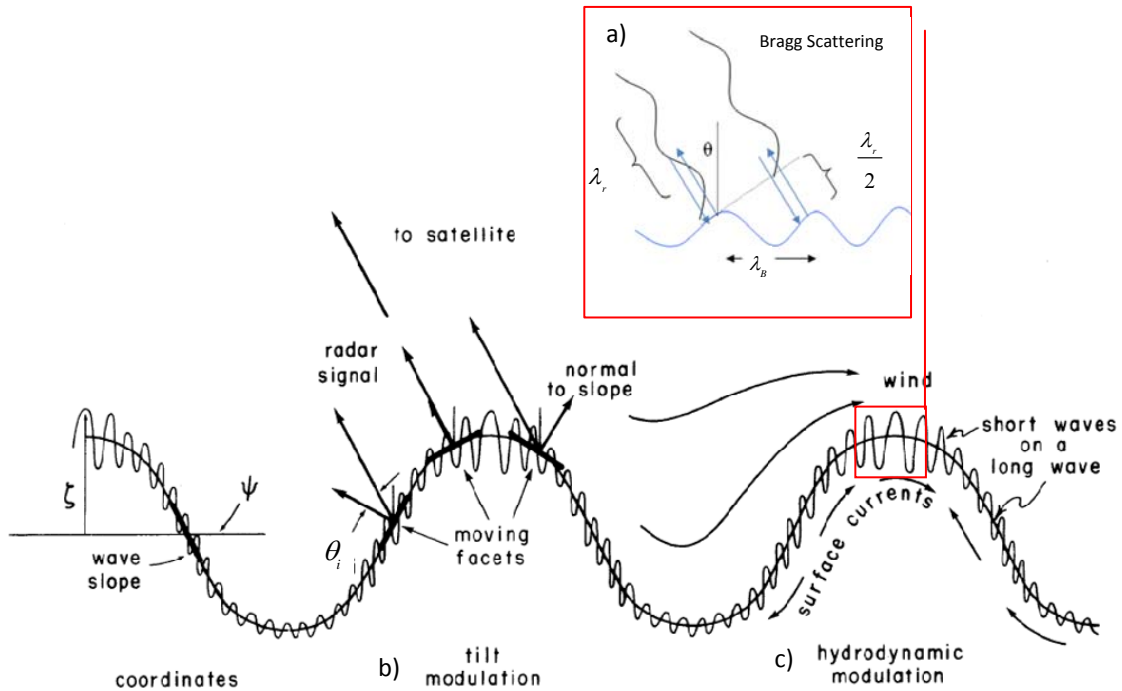 a)
Bragg Scattering
θ
λr
λr
2
λB
to satellite
radar
signal
normal
to slope
wind
short waves
on a
long wave
ζ
ψ
wave
slope
θi
moving
facets
surface currents
coordinates
b)
tilt
modulation
c)
hydrodynamic
modulation